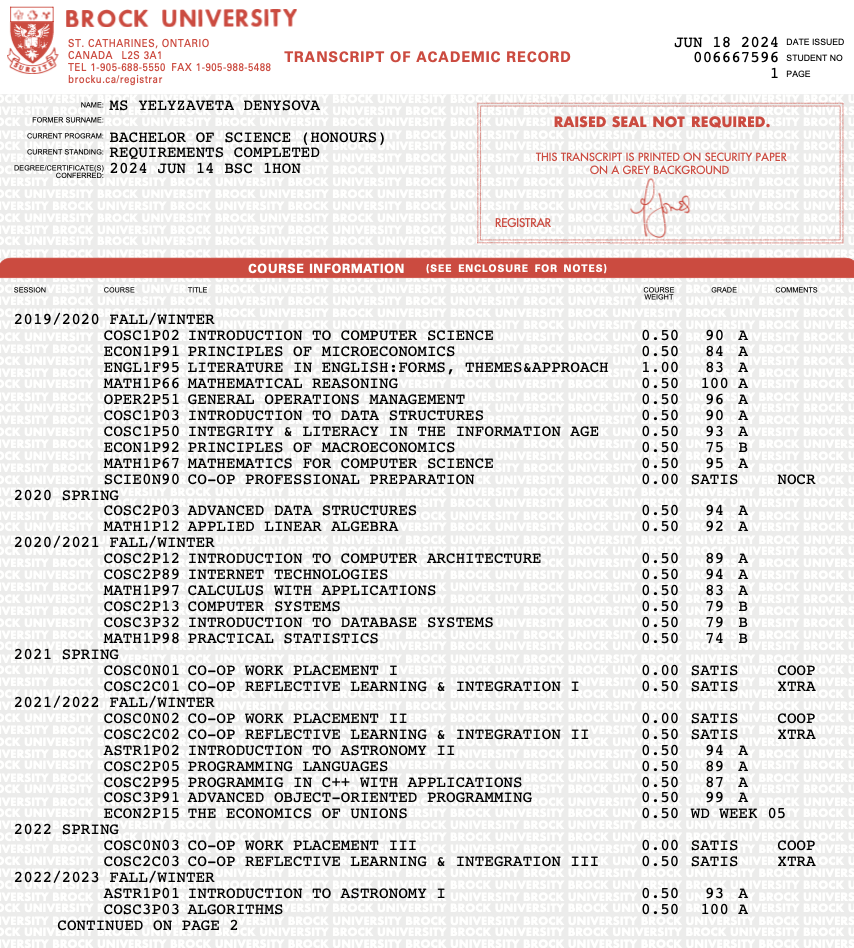 BROCK UNIVERSITY
SURGITE
ST. CATHARINES, ONTARIO
CANADA L2S 3A1
TEL 1-905-688-5550 FAX 1-905-988-5488
brocku.ca/registrar
TRANSCRIPT OF ACADEMIC RECORD
JUN 18 2024 DATE ISSUED
006667596 STUDENT NO
1 PAGE
NAME: MS YELYZAVETA DENYSOVA
FORMER SURNAME:
CURRENT PROGRAM: BACHELOR OF SCIENCE (HONOURS)
CURRENT STANDING: REQUIREMENTS COMPLETED
DEGREE/CERTIFICATE(S) CONFERRED: 2024 JUN 14 BSC 1HON
RAISED SEAL NOT REQUIRED.
THIS TRANSCRIPT IS PRINTED ON SECURITY PAPER
ON A GREY BACKGROUND
REGISTRAR
COURSE INFORMATION (SEE ENCLOSURE FOR NOTES)
SESSION COURSE TITLE COURSE WEIGHT GRADE COMMENTS
2019/2020 FALL/WINTER
COSC1P02 INTRODUCTION TO COMPUTER SCIENCE 0.50 90 A
ECON1P91 PRINCIPLES OF MICROECONOMICS 0.50 84 A
ENGL1F95 LITERATURE IN ENGLISH:FORMS, THEMES&APPROACH 1.00 83 A
MATH1P66 MATHEMATICAL REASONING 0.50 100 A
OPER2P51 GENERAL OPERATIONS MANAGEMENT 0.50 96 A
COSC1P03 INTRODUCTION TO DATA STRUCTURES 0.50 90 A
COSC1P50 INTEGRITY & LITERACY IN THE INFORMATION AGE 0.50 93 A
ECON1P92 PRINCIPLES OF MACROECONOMICS 0.50 75 B
MATH1P67 MATHEMATICS FOR COMPUTER SCIENCE 0.50 95 A
SCIE0N90 CO-OP PROFESSIONAL PREPARATION 0.00 SATIS NOCR
2020 SPRING
COSC2P03 ADVANCED DATA STRUCTURES 0.50 94 A
MATH1P12 APPLIED LINEAR ALGEBRA 0.50 92 A
2020/2021 FALL/WINTER
COSC2P12 INTRODUCTION TO COMPUTER ARCHITECTURE 0.50 89 A
COSC2P89 INTERNET TECHNOLOGIES 0.50 94 A
MATH1P97 CALCULUS WITH APPLICATIONS 0.50 83 A
COSC2P13 COMPUTER SYSTEMS 0.50 79 B
COSC3P32 INTRODUCTION TO DATABASE SYSTEMS 0.50 79 B
MATH1P98 PRACTICAL STATISTICS 0.50 74 B
2021 SPRING
COSC0N01 CO-OP WORK PLACEMENT I 0.00 SATIS COOP
COSC2C01 CO-OP REFLECTIVE LEARNING & INTEGRATION I 0.50 SATIS XTRA
2021/2022 FALL/WINTER
COSC0N02 CO-OP WORK PLACEMENT II 0.00 SATIS COOP
COSC2C02 CO-OP REFLECTIVE LEARNING & INTEGRATION II 0.50 SATIS XTRA
ASTR1P02 INTRODUCTION TO ASTRONOMY II 0.50 94 A
COSC2P05 PROGRAMMING LANGUAGES 0.50 89 A
COSC2P95 PROGRAMMIG IN C++ WITH APPLICATIONS 0.50 87 A
COSC3P91 ADVANCED OBJECT-ORIENTED PROGRAMMING 0.50 99 A
ECON2P15 THE ECONOMICS OF UNIONS 0.50 WD WEEK 05
2022 SPRING
COSC0N03 CO-OP WORK PLACEMENT III 0.00 SATIS COOP
COSC2C03 CO-OP REFLECTIVE LEARNING & INTEGRATION III 0.50 SATIS XTRA
2022/2023 FALL/WINTER
ASTR1P01 INTRODUCTION TO ASTRONOMY I 0.50 93 A
COSC3P03 ALGORITHMS 0.50 100 A
CONTINUED ON PAGE 2